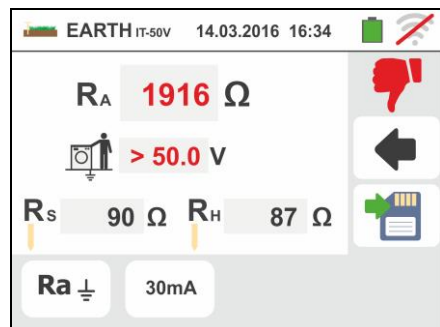 EARTH IT-50V 14.03.2016 16:34
RA 1916 Ω
> 50.0 V
RS 90 Ω RH 87 Ω
Ra ⏚ 30mA